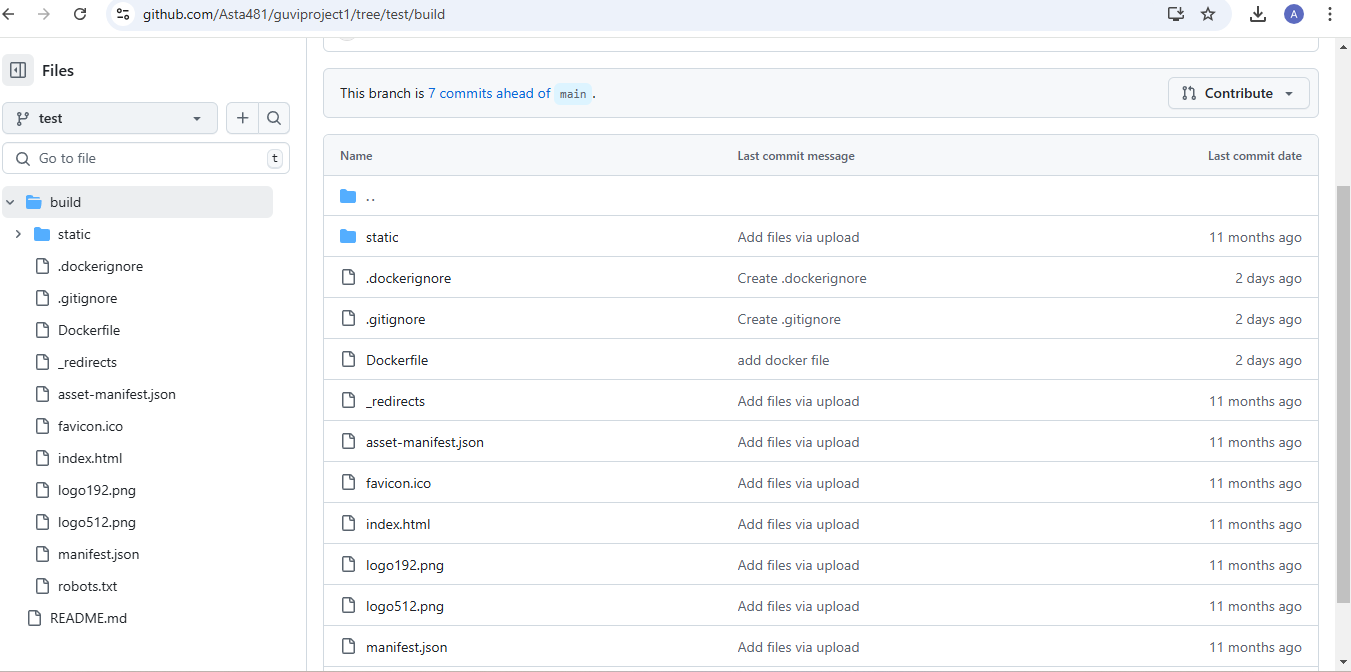 github.com/Asta481/guviproject1/tree/test/build
A
Files
test
Go to file
t
build
static
.dockerignore
.gitignore
Dockerfile
_redirects
asset-manifest.json
favicon.ico
index.html
logo192.png
logo512.png
manifest.json
robots.txt
README.md
This branch is 7 commits ahead of main .
Contribute
Name Last commit message Last commit date
..
static Add files via upload 11 months ago
.dockerignore Create .dockerignore 2 days ago
.gitignore Create .gitignore 2 days ago
Dockerfile add docker file 2 days ago
_redirects Add files via upload 11 months ago
asset-manifest.json Add files via upload 11 months ago
favicon.ico Add files via upload 11 months ago
index.html Add files via upload 11 months ago
logo192.png Add files via upload 11 months ago
logo512.png Add files via upload 11 months ago
manifest.json Add files via upload 11 months ago